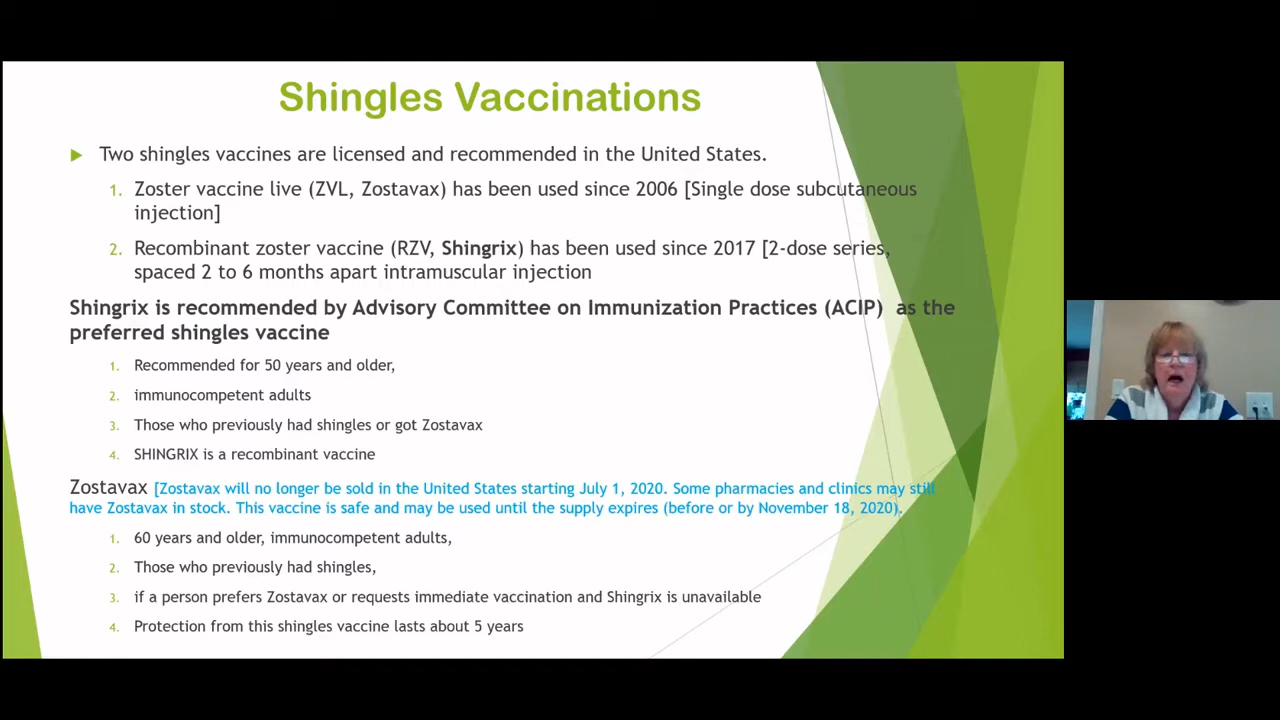 Shingles Vaccinations
Two shingles vaccines are licensed and recommended in the United States.
1. Zoster vaccine live (ZVL, Zostavax) has been used since 2006 [Single dose subcutaneous
injection]
2. Recombinant zoster vaccine (RZV, Shingrix) has been used since 2017 [2-dose series,
spaced 2 to 6 months apart intramuscular injection
Shingrix is recommended by Advisory Committee on Immunization Practices (ACIP) as the
preferred shingles vaccine
1. Recommended for 50 years and older,
2. immunocompetent adults
3. Those who previously had shingles or got Zostavax
4. SHINGRIX is a recombinant vaccine
Zostavax [Zostavax will no longer be sold in the United States starting July 1, 2020. Some pharmacies and clinics may still
have Zostavax in stock. This vaccine is safe and may be used until the supply expires (before or by November 18, 2020).
1. 60 years and older, immunocompetent adults,
2. Those who previously had shingles,
3. if a person prefers Zostavax or requests immediate vaccination and Shingrix is unavailable
4. Protection from this shingles vaccine lasts about 5 years